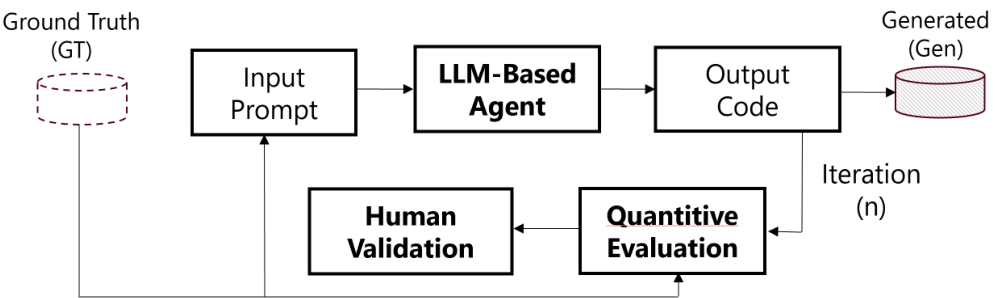 Ground Truth
(GT)
Input
Prompt
LLM-Based
Agent
Output
Code
Generated
(Gen)
Iteration
(n)
Human
Validation
Quantitive
Evaluation